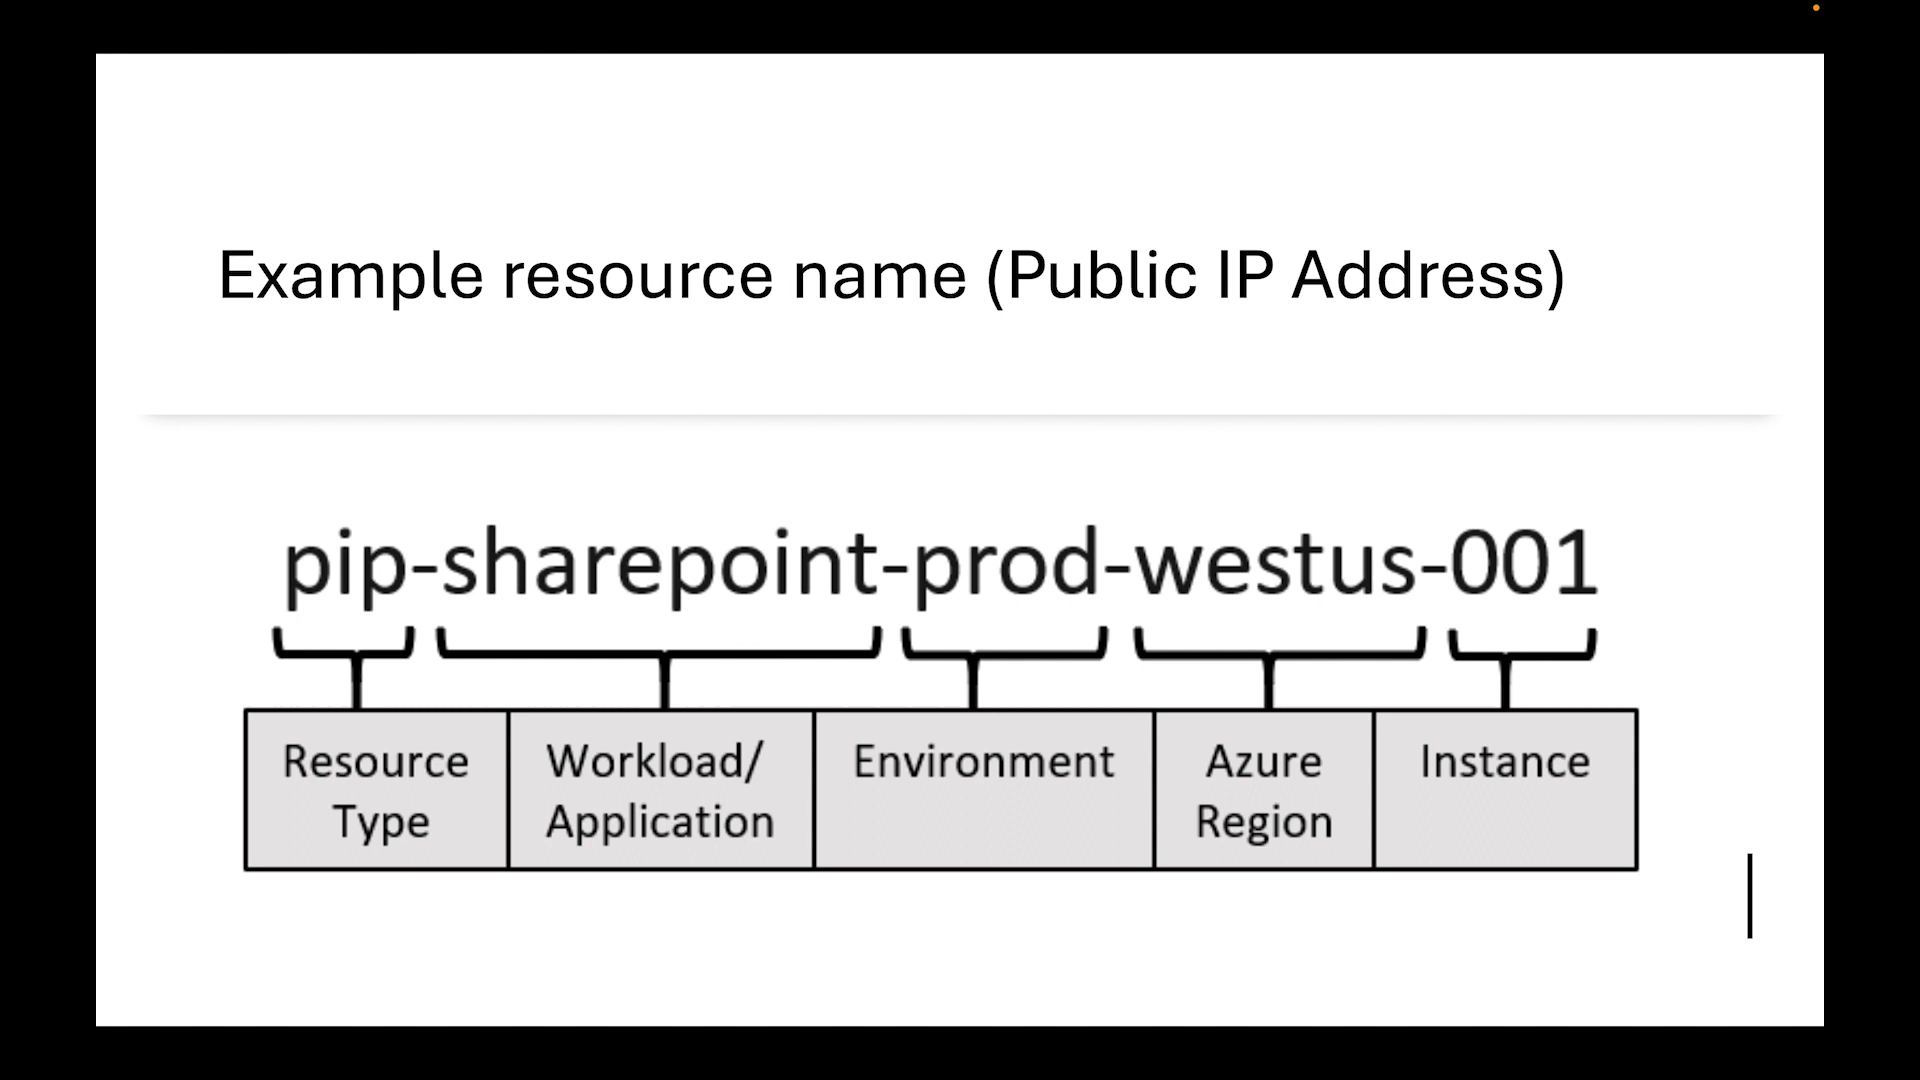 Example resource name (Public IP Address)
pip-sharepoint-prod-westus-001
Resource Type
Workload/ Application
Environment
Azure Region
Instance